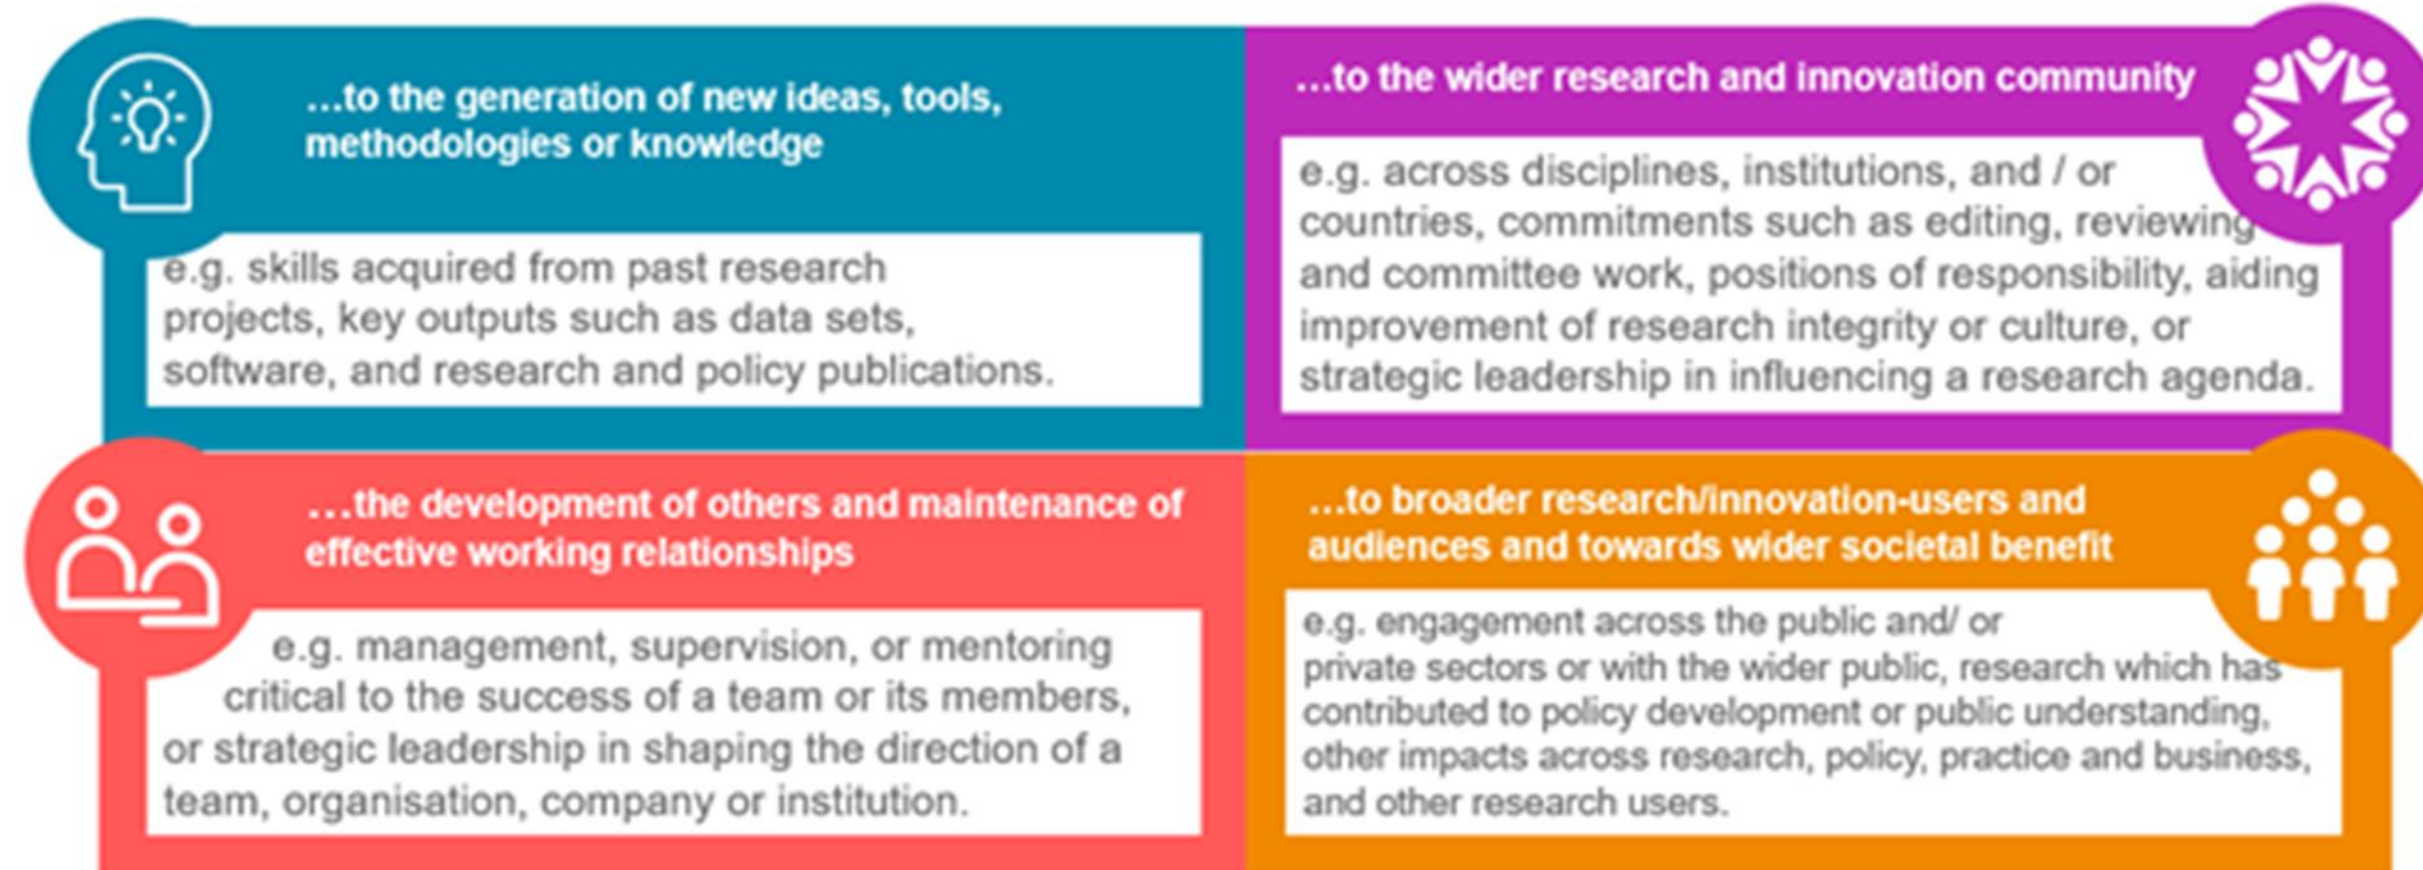 ...to the generation of new ideas, tools,
methodologies or knowledge
e.g. skills acquired from past research
projects, key outputs such as data sets,
software, and research and policy publications.
...to the wider research and innovation community
e.g. across disciplines, institutions, and / or
countries, commitments such as editing, reviewing
and committee work, positions of responsibility, aiding
improvement of research integrity or culture, or
strategic leadership in influencing a research agenda.
...the development of others and maintenance of
effective working relationships
e.g. management, supervision, or mentoring
critical to the success of a team or its members,
or strategic leadership in shaping the direction of a
team, organisation, company or institution.
...to broader research/innovation-users and
audiences and towards wider societal benefit
e.g. engagement across the public and/ or
private sectors or with the wider public, research which has
contributed to policy development or public understanding,
other impacts across research, policy, practice and business,
and other research users.